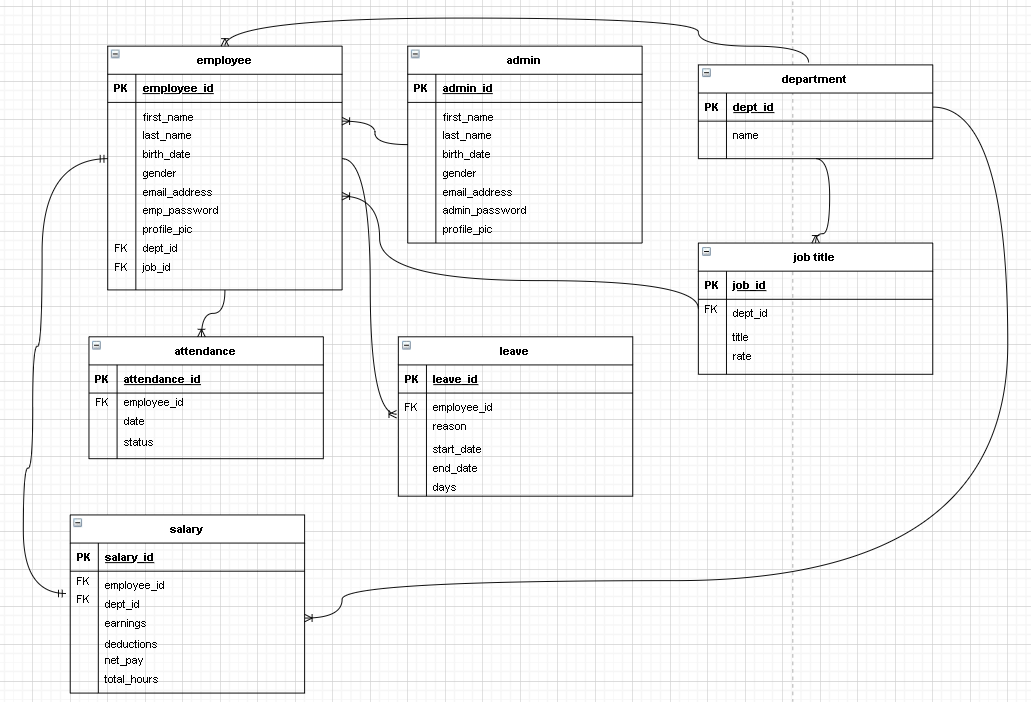 employee
PK employee_id
first_name
last_name
birth_date
gender
email_address
emp_password
profile_pic
FK dept_id
FK job_id
admin
PK admin_id
first_name
last_name
birth_date
gender
email_address
admin_password
profile_pic
department
PK dept_id
name
job title
PK job_id
FK dept_id
title
rate
attendance
PK attendance_id
FK employee_id
date
status
leave
PK leave_id
FK employee_id
reason
start_date
end_date
days
salary
PK salary_id
FK employee_id
FK dept_id
earnings
deductions
net_pay
total_hours